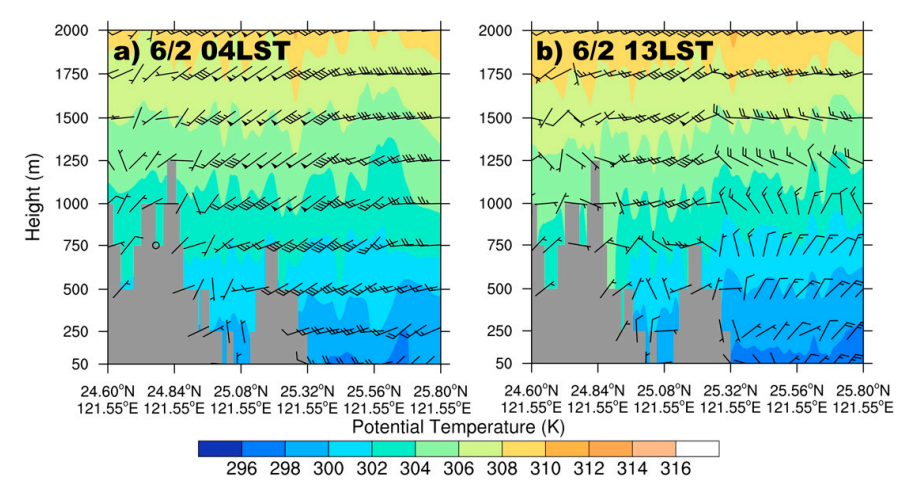 a) 6/2 04LST
b) 6/2 13LST
Height (m)
2000
1750
1500
1250
1000
750
500
250
50
2000
1750
1500
1250
1000
750
500
250
50
24.60°N 24.84°N 25.08°N 25.32°N 25.56°N 25.80°N
121.55°E 121.55°E 121.55°E 121.55°E 121.55°E 121.55°E
24.60°N 24.84°N 25.08°N 25.32°N 25.56°N 25.80°N
121.55°E 121.55°E 121.55°E 121.55°E 121.55°E 121.55°E
Potential Temperature (K)
296 298 300 302 304 306 308 310 312 314 316